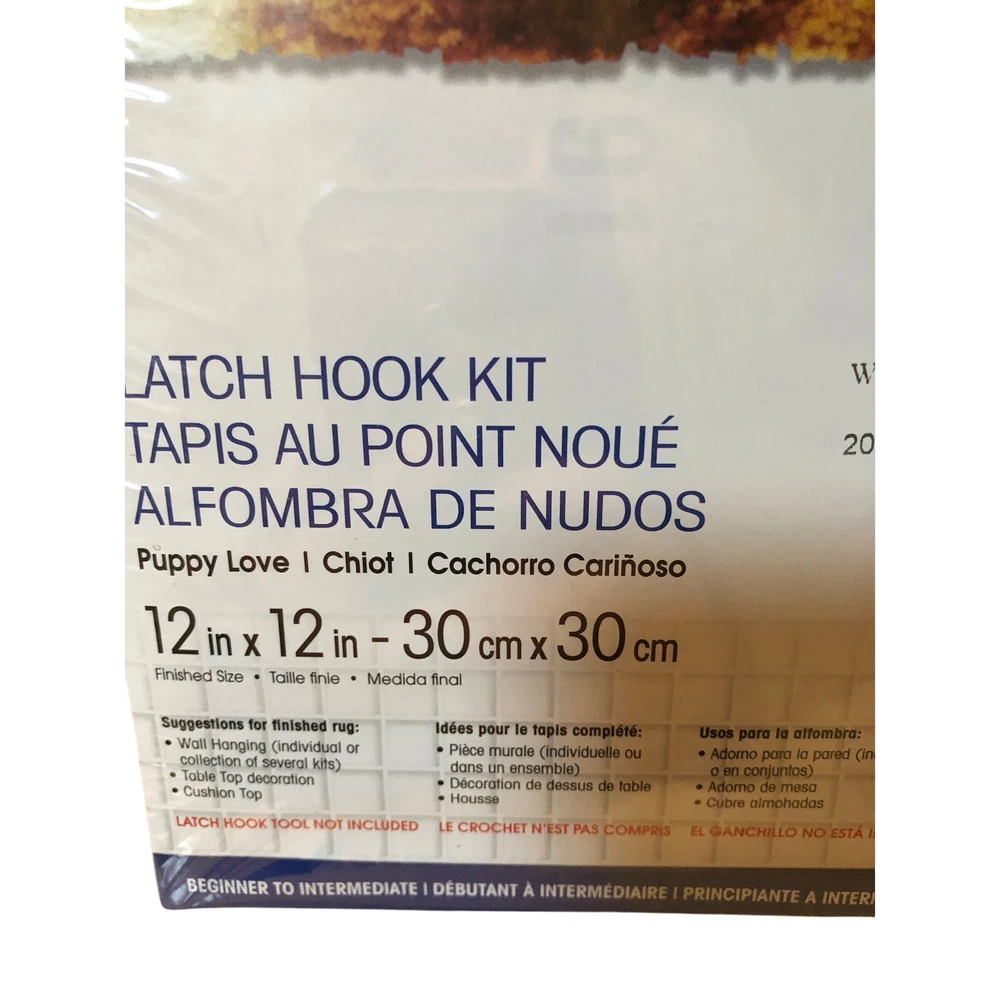 LATCH HOOK KIT
TAPIS AU POINT NOUÉ
ALFOMBRA DE NUDOS
Puppy Love | Chiot | Cachorro Cariñoso
12 in x 12 in - 30 cm x 30 cm
Finished Size • Taille finie • Medida final
Suggestions for finished rug:
• Wall Hanging (individual or
collection of several kits)
• Table Top decoration
• Cushion Top
Idées pour le tapis complété:
• Pièce murale (individuelle ou
dans un ensemble)
• Décoration de dessus de table
• Housse
Usos para la alfombra:
• Adorno para la pared
o en conjuntos)
• Adorno de mesa
• Cubre almohadas
LATCH HOOK TOOL NOT INCLUDED
LE CROCHET N'EST PAS COMPRIS
EL GANCHILLO NO ESTÁ
BEGINNER TO INTERMEDIATE | DÉBUTANT À INTERMÉDIAIRE | PRINCIPIANTE A
20